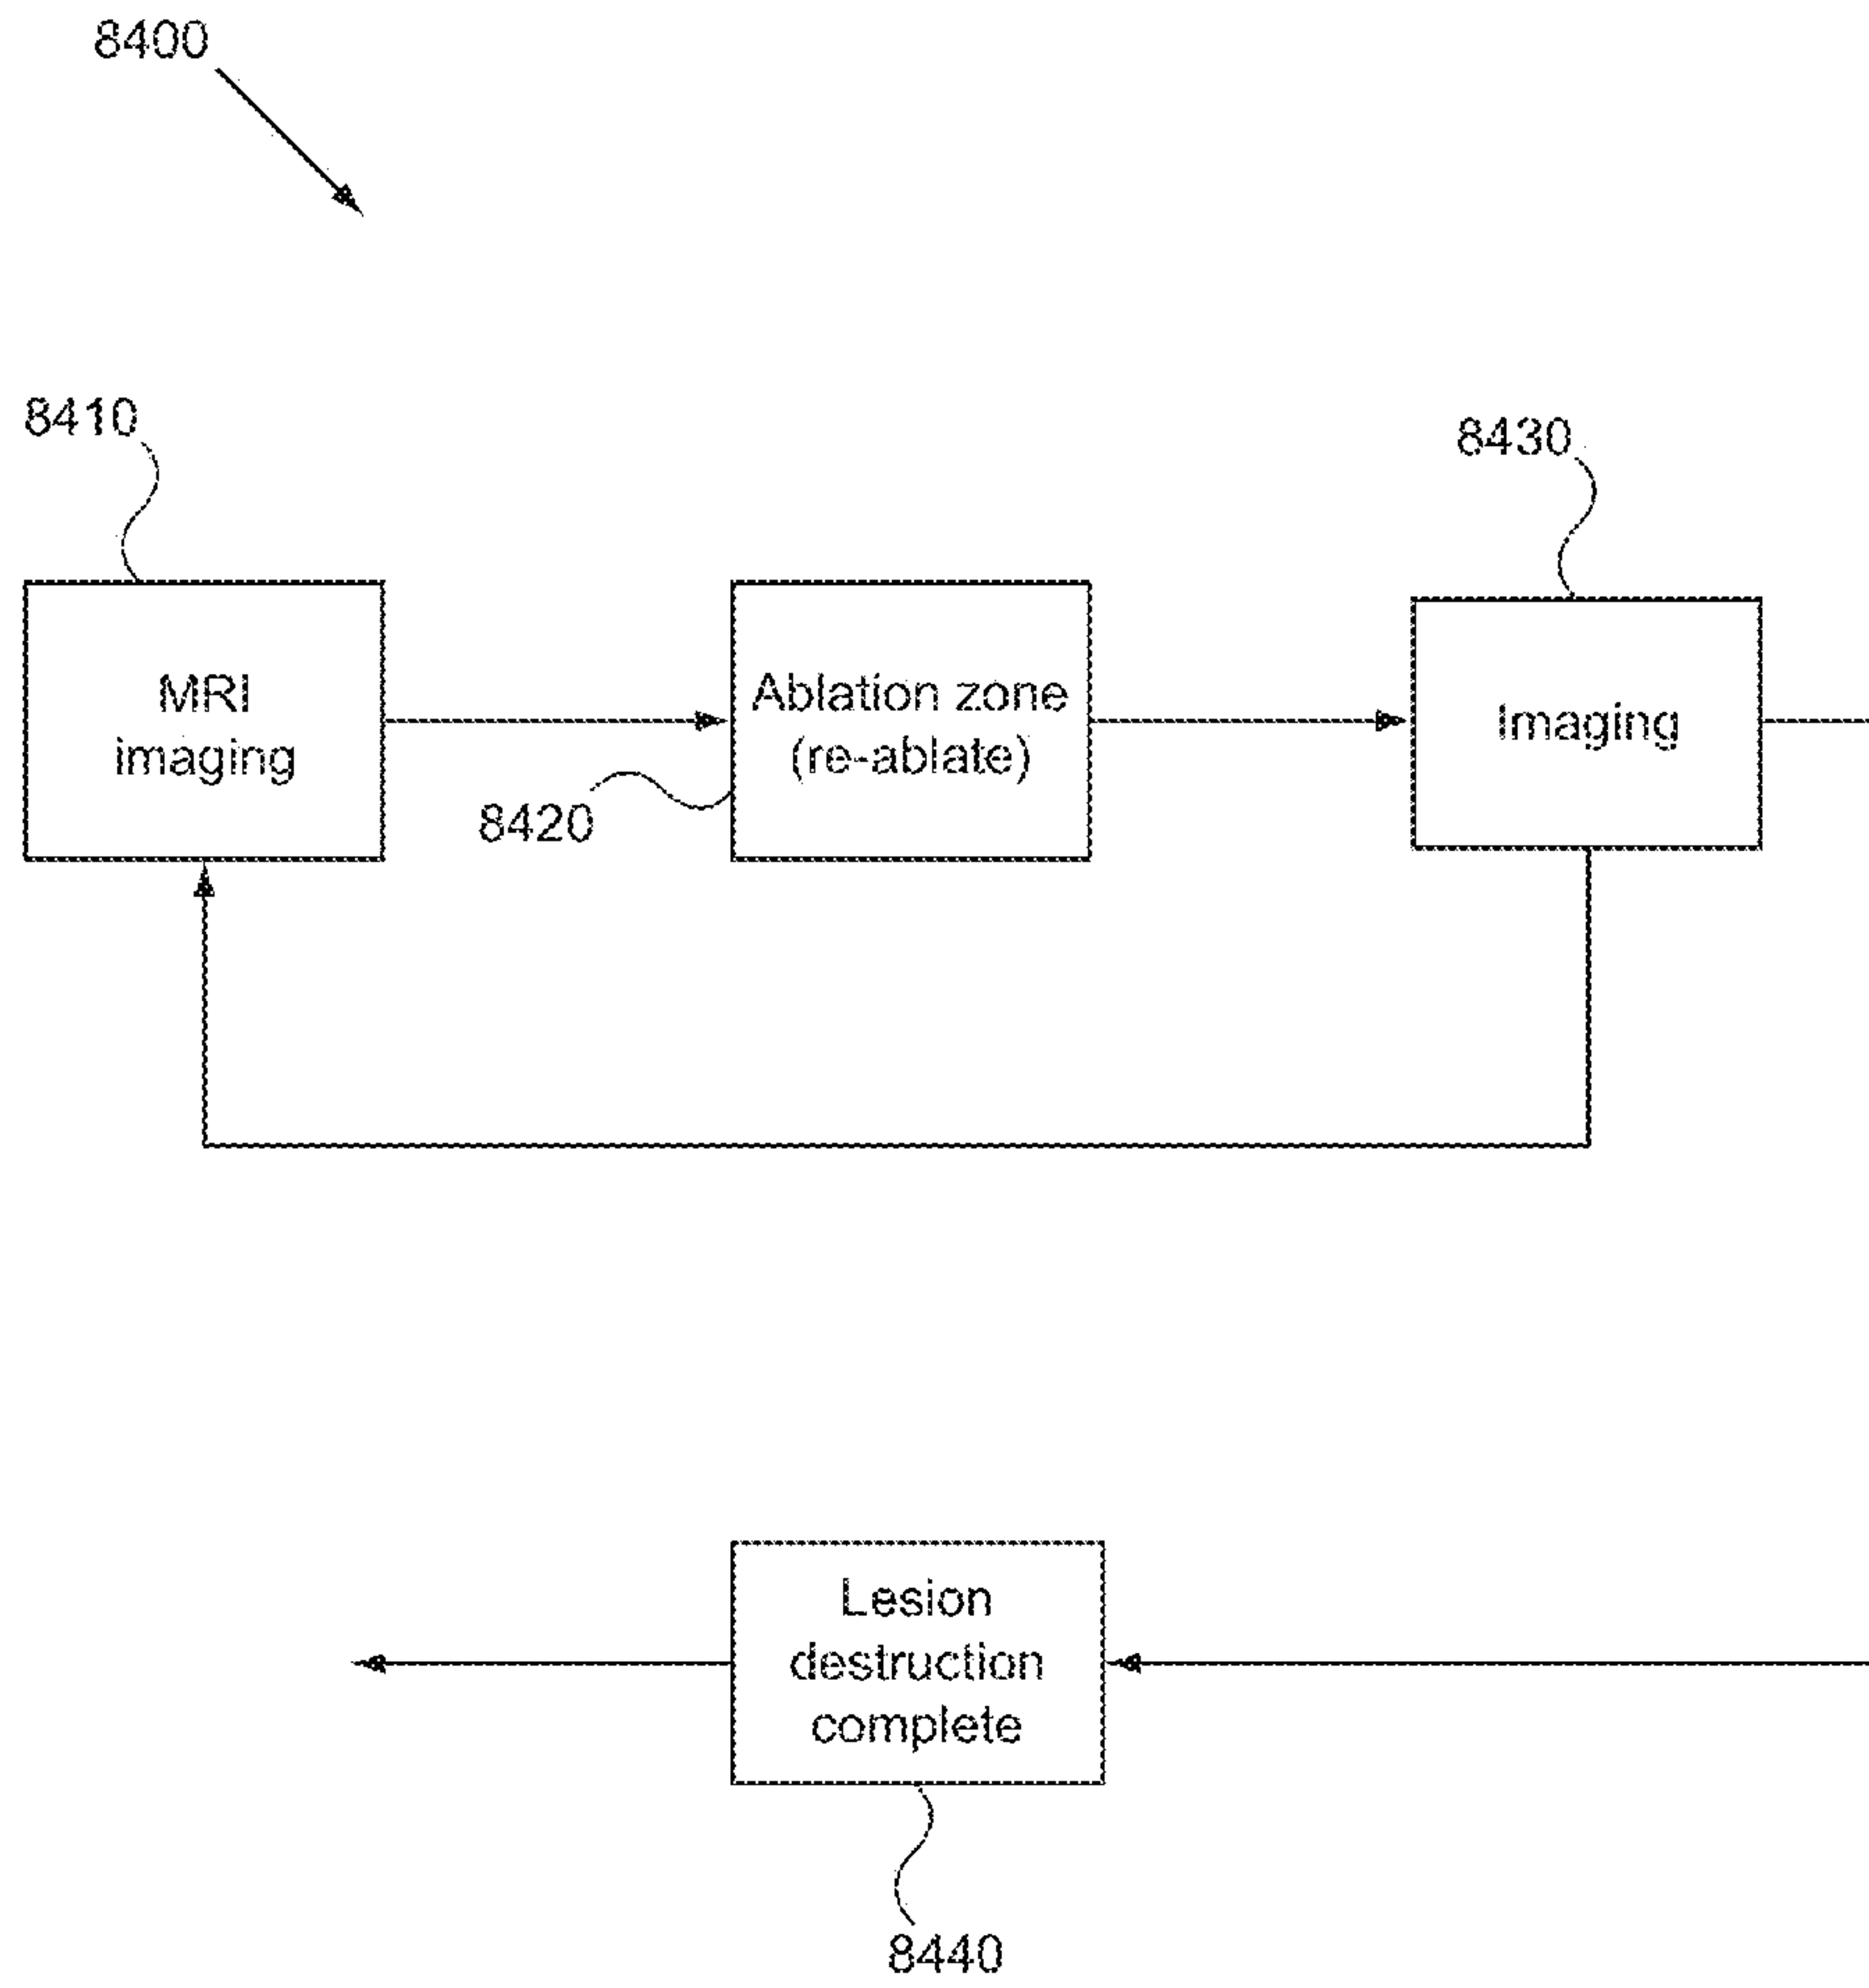 8400
8410
8430
MRI
imaging
Ablation zone
(re-ablate)
Imaging
8420
Lesion
destruction
complete
8440